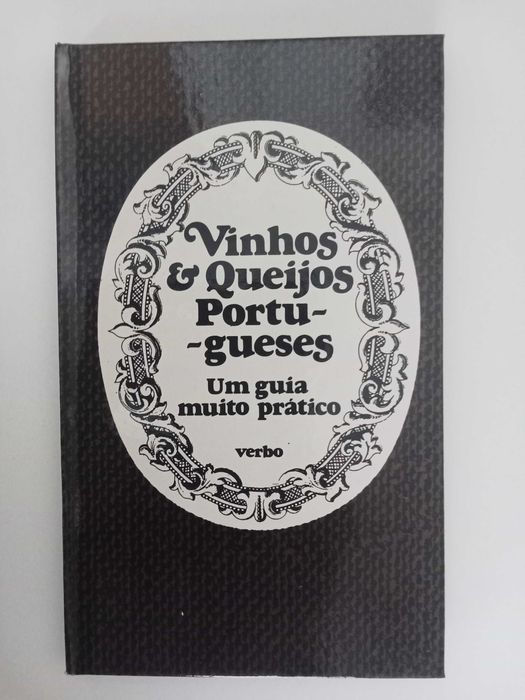 Vinhos
& Queijos
Portu-
-gueses
Um guia
muito prático
verbo